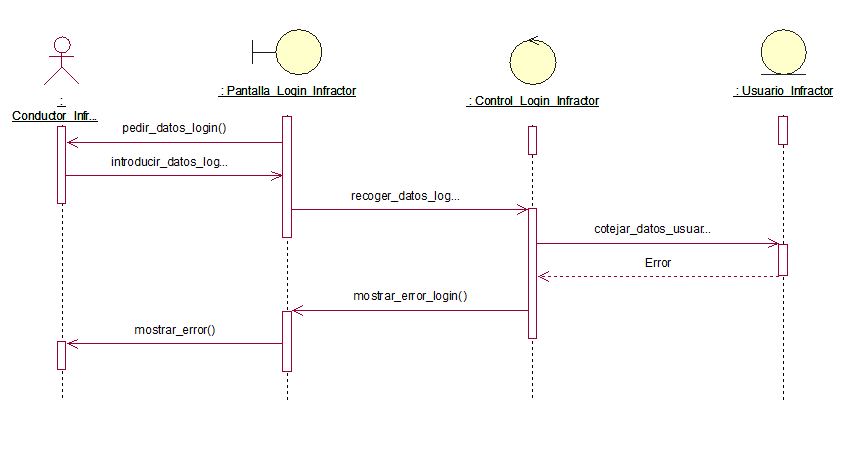 : Pantalla_Login_Infractor
: Control_Login_Infractor
: Usuario_Infractor
:
Conductor_Infr...
pedir_datos_login()
introducir_datos_log...
recoger_datos_log...
cotejar_datos_usuar...
Error
mostrar_error_login()
mostrar_error()